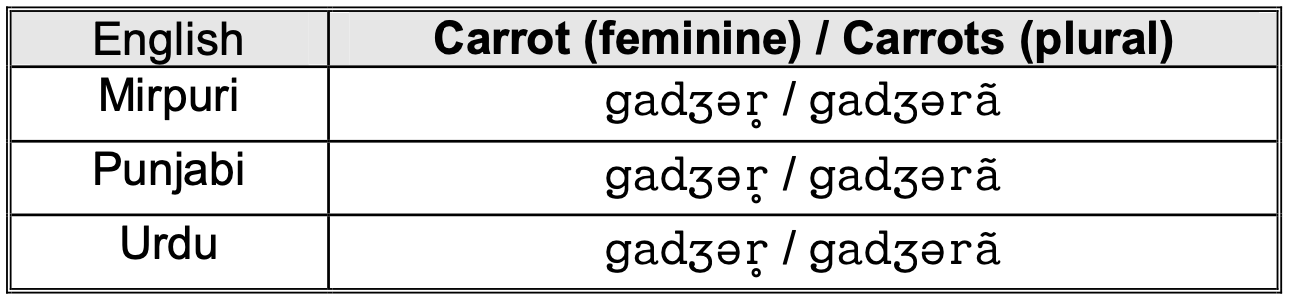 English Carrot (feminine) / Carrots (plural)
Mirpuri gadʒər̥ / gadʒərã
Punjabi gadʒər̥ / gadʒərã
Urdu gadʒər̥ / gadʒərã